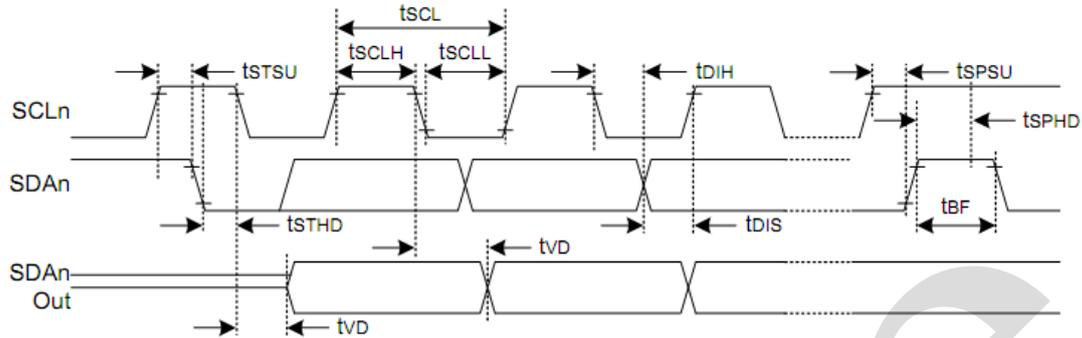 tSCL
tSCLH
tSCLL
tSTSU
tDIH
tSPSU
SCLn
tSPHD
SDAn
tBF
tSTHD
tDIS
tVD
SDAn
Out
tVD